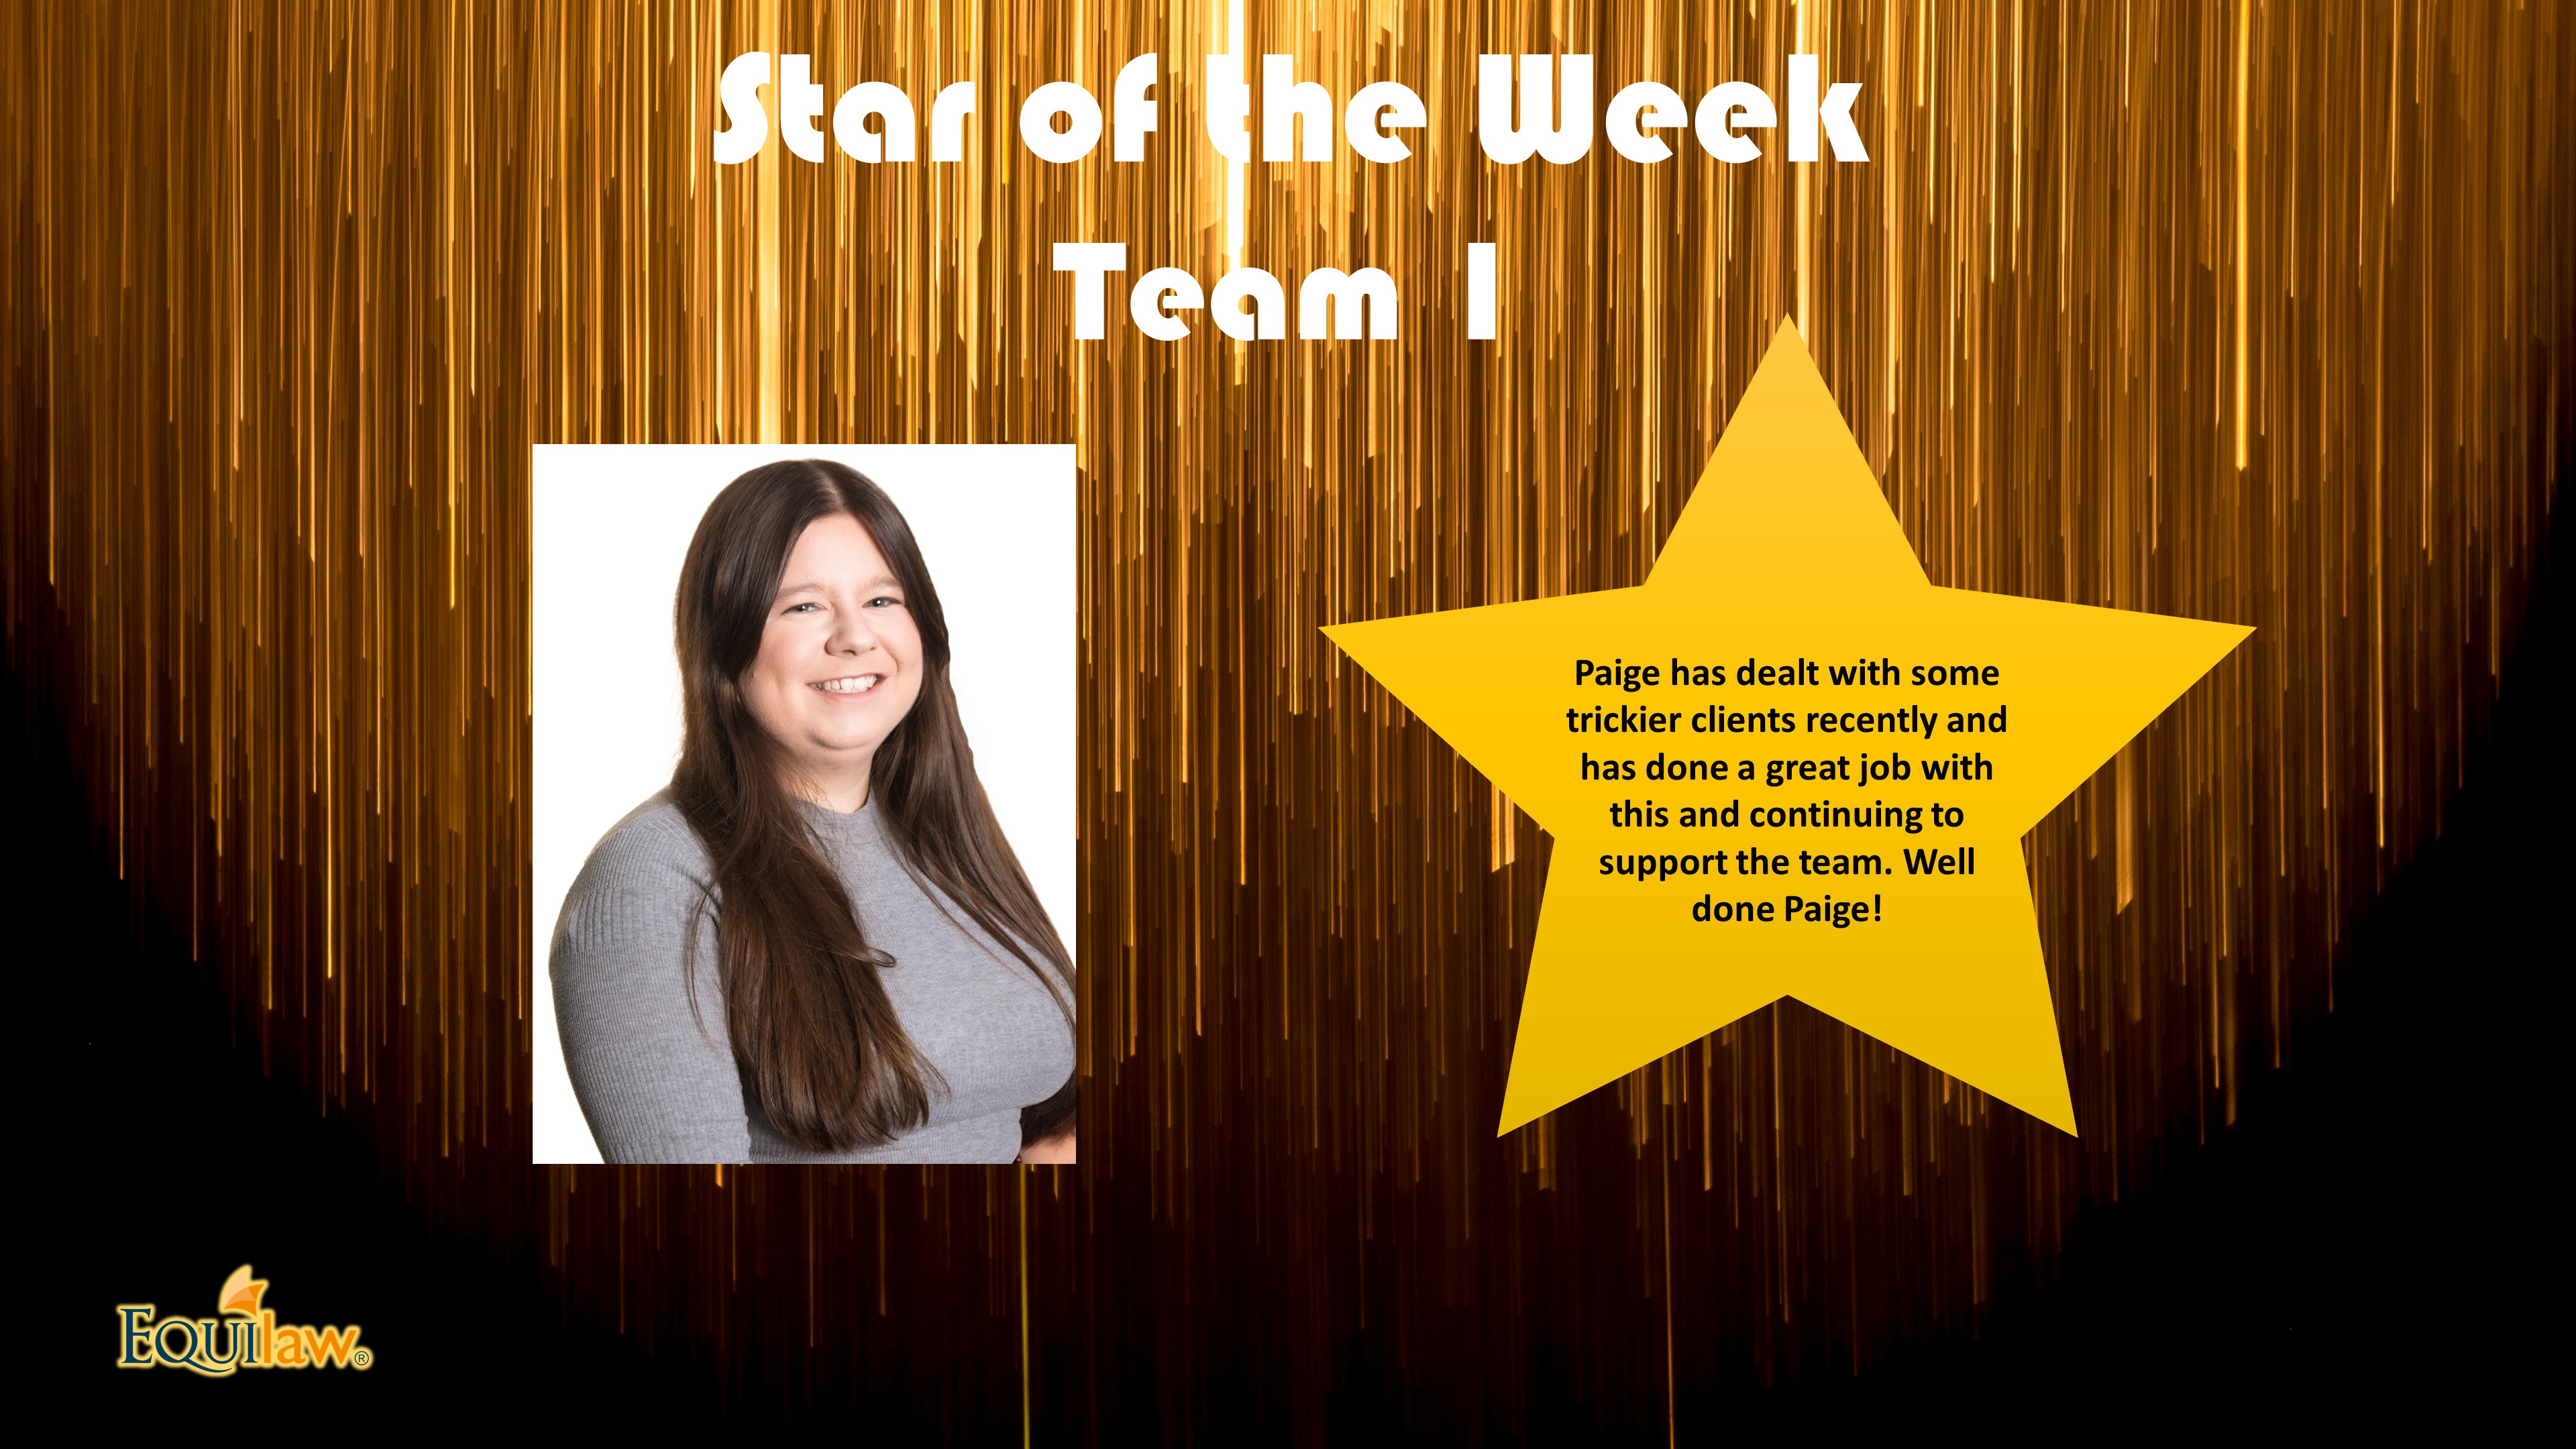 Star of the Week
Team 1
Paige has dealt with some
trickier clients recently and
has done a great job with
this and continuing to
support the team. Well
done Paige!
EQUIlaw®